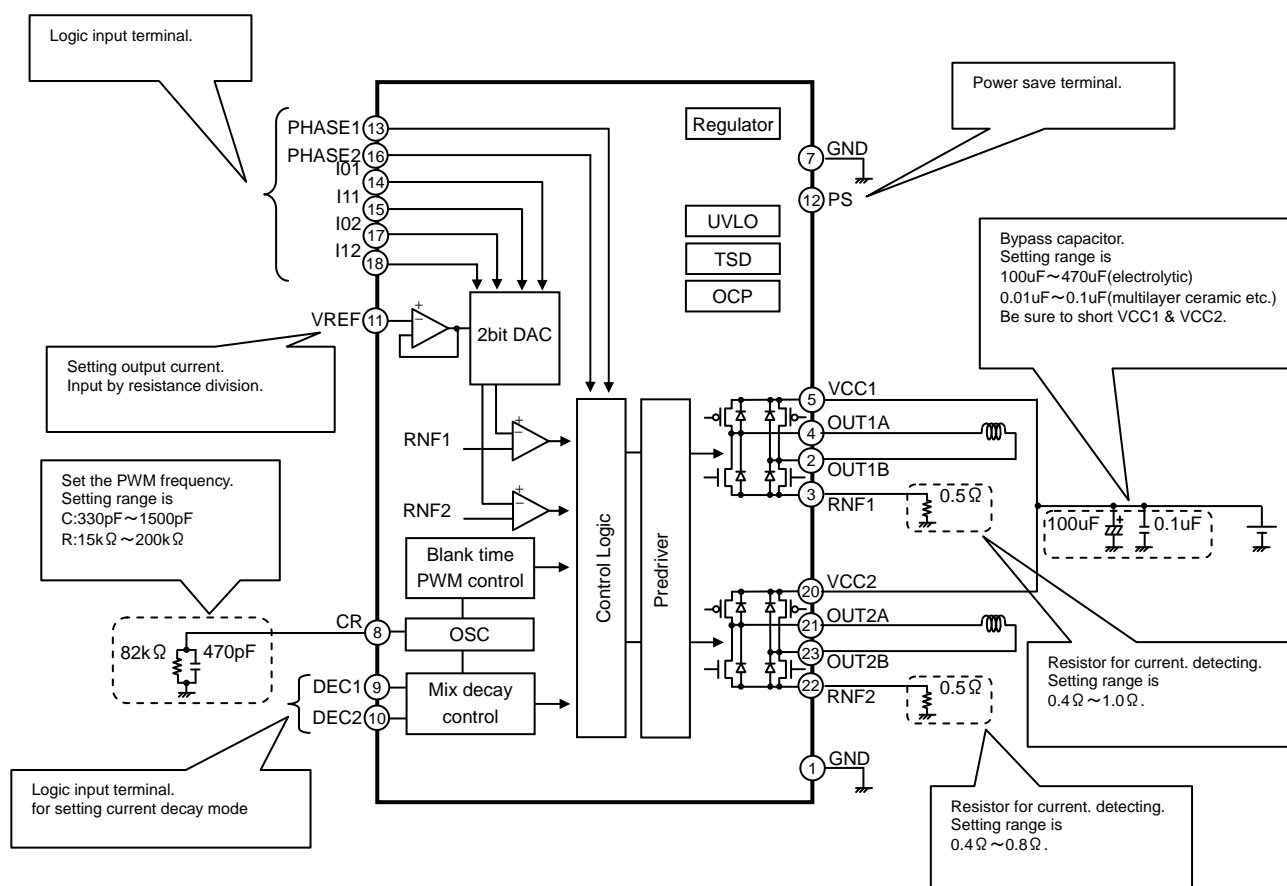 Logic input terminal.
Power save terminal.
PHASE1 13
PHASE2 16
I01 14
I11 15
I02 17
I12 18
VREF 11
+
−
2bit DAC
Regulator
UVLO
TSD
OCP
7 GND
12 PS
Bypass capacitor.
Setting range is
100uF~470uF(electrolytic)
0.01uF~0.1uF(multilayer ceramic etc.)
Be sure to short VCC1 & VCC2.
Setting output current.
Input by resistance division.
RNF1
+
−
RNF2
+
−
Set the PWM frequency.
Setting range is
C:330pF~1500pF
R:15kΩ~200kΩ
Blank time
PWM control
OSC
Mix decay
control
Control Logic
Predriver
CR 8
82kΩ
470pF
DEC1 9
DEC2 10
Logic input terminal.
for setting current decay mode
5 VCC1
4 OUT1A
2 OUT1B
3 RNF1
0.5Ω
100uF
+
0.1uF
20 VCC2
21 OUT2A
23 OUT2B
22 RNF2
0.5Ω
1 GND
Resistor for current. detecting.
Setting range is
0.4Ω~1.0Ω.
Resistor for current. detecting.
Setting range is
0.4Ω~0.8Ω.